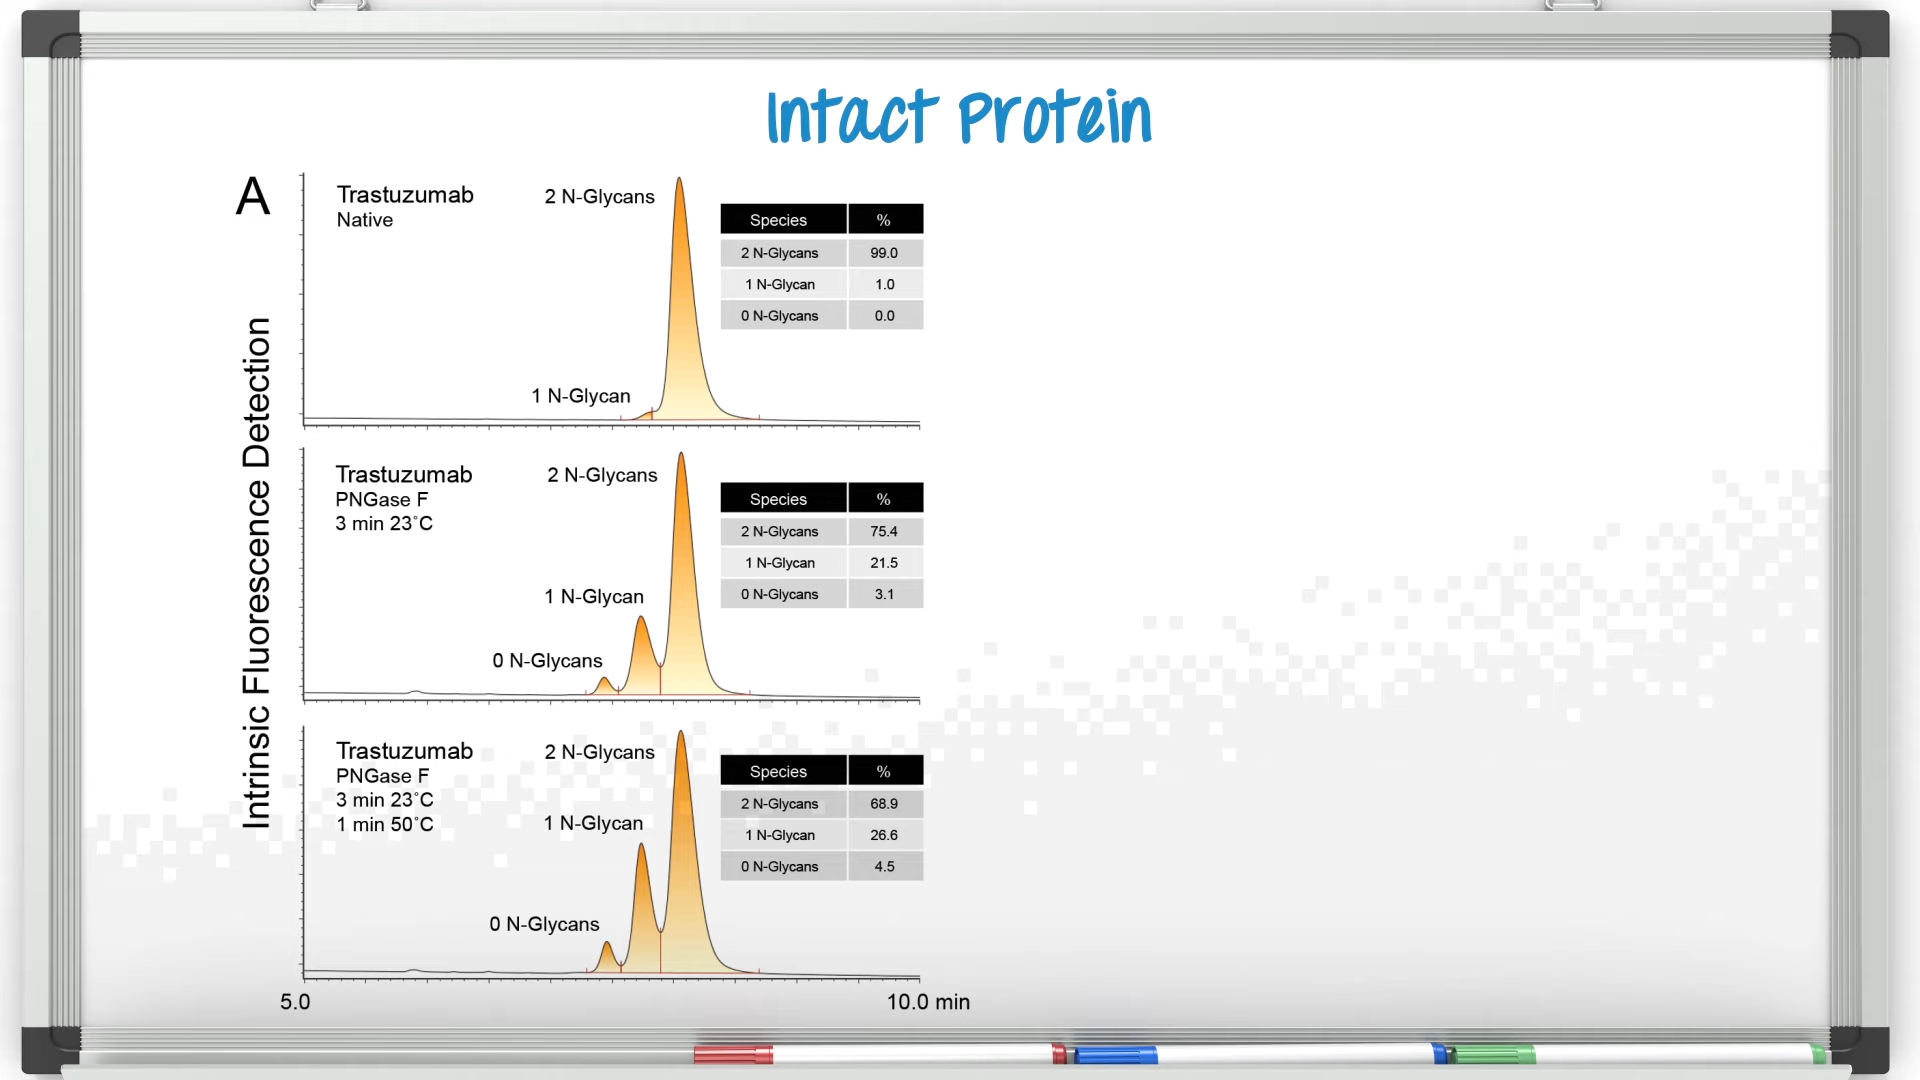 Intact Protein
A
Intrinsic Fluorescence Detection
Trastuzumab
Native
2 N-Glycans
1 N-Glycan
Species %
2 N-Glycans 99.0
1 N-Glycan 1.0
0 N-Glycans 0.0
Trastuzumab
PNGase F
3 min 23˚C
2 N-Glycans
1 N-Glycan
0 N-Glycans
Species %
2 N-Glycans 75.4
1 N-Glycan 21.5
0 N-Glycans 3.1
Trastuzumab
PNGase F
3 min 23˚C
1 min 50˚C
2 N-Glycans
1 N-Glycan
0 N-Glycans
Species %
2 N-Glycans 68.9
1 N-Glycan 26.6
0 N-Glycans 4.5
5.0 10.0 min